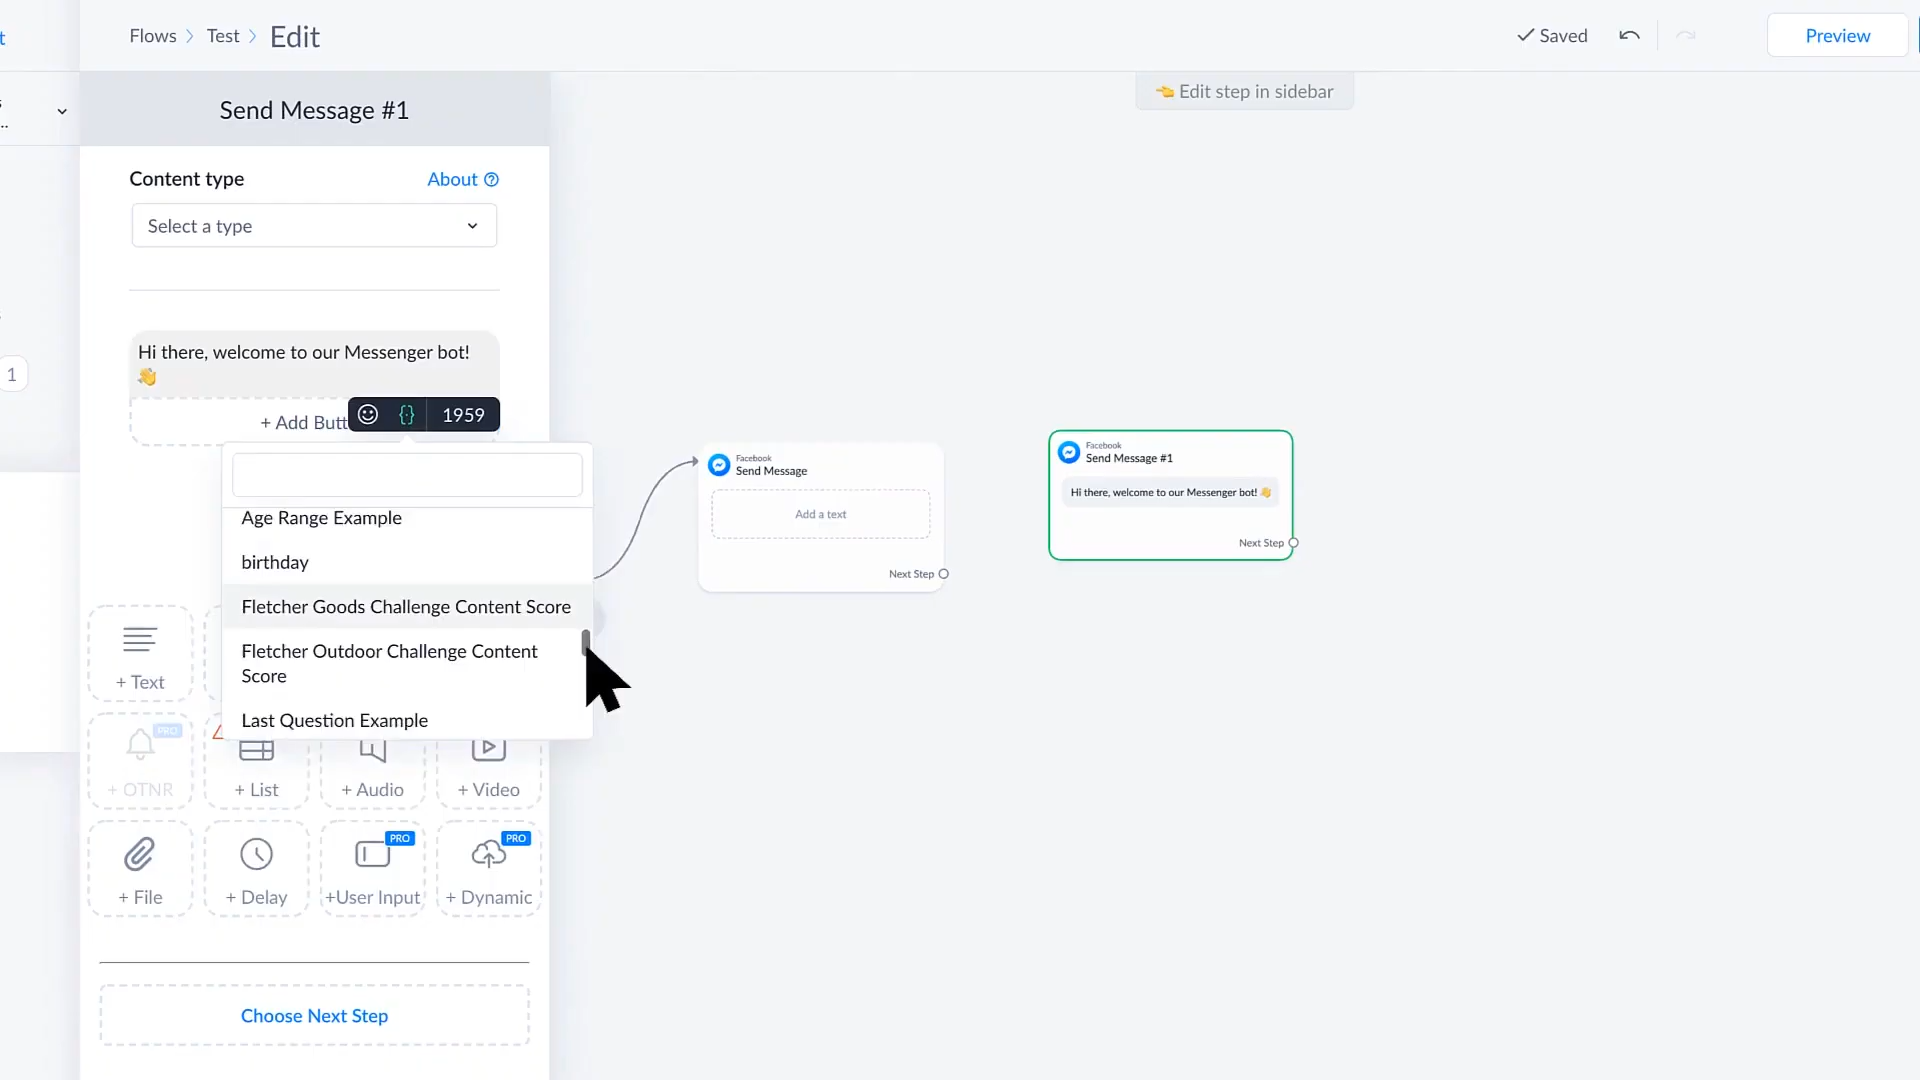 t
Flows > Test > Edit
Saved
Preview
s
..
Send Message #1
👈 Edit step in sidebar
Content type
About
Select a type
Hi there, welcome to our Messenger bot!
👋
1
+ Add Butt
1959
Age Range Example
birthday
Fletcher Goods Challenge Content Score
Fletcher Outdoor Challenge Content
Score
Last Question Example
+ Text
PRO
+ OTNR
+ List
+ Audio
+ Video
PRO
PRO
+ File
+ Delay
+User Input
+ Dynamic
Choose Next Step
Facebook
Send Message
Add a text
Next Step
Facebook
Send Message #1
Hi there, welcome to our Messenger bot! 👋
Next Step